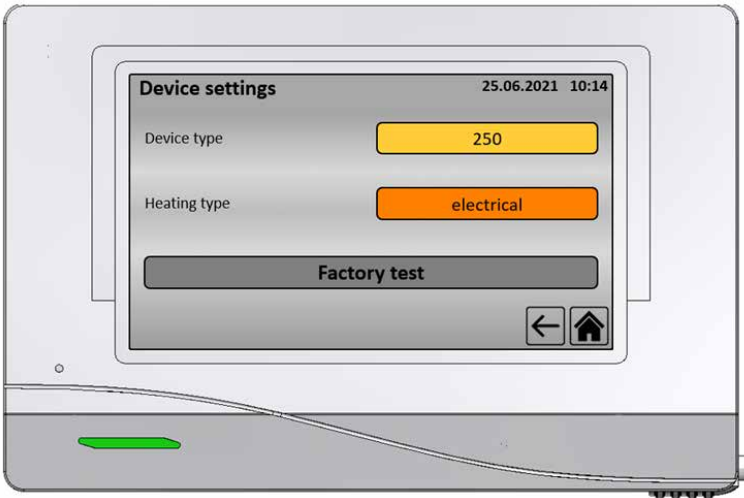 Device settings 25.06.2021 10:14
Device type 250
Heating type electrical
Factory test